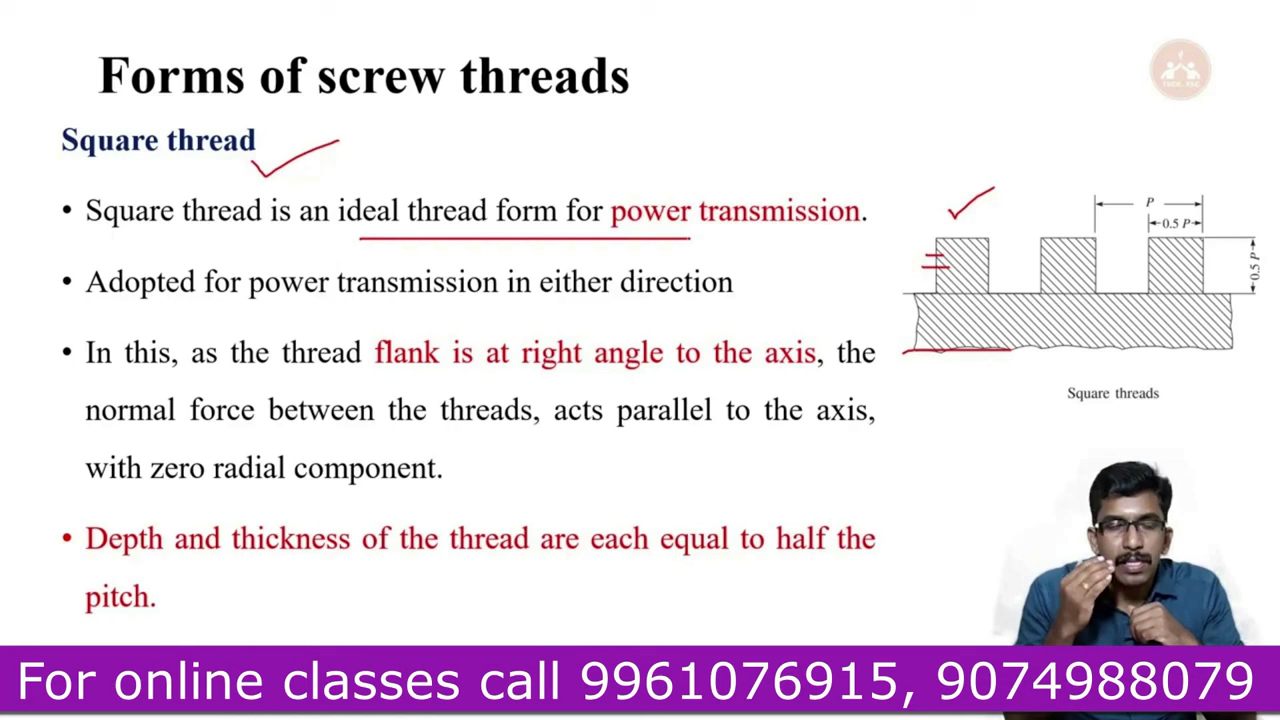 Forms of screw threads
Square thread
• Square thread is an ideal thread form for power transmission.
• Adopted for power transmission in either direction
• In this, as the thread flank is at right angle to the axis, the
normal force between the threads, acts parallel to the axis,
with zero radial component.
• Depth and thickness of the thread are each equal to half the
pitch.
P
0.5 P
0.5 P
Square threads
For online classes call 9961076915, 9074988079